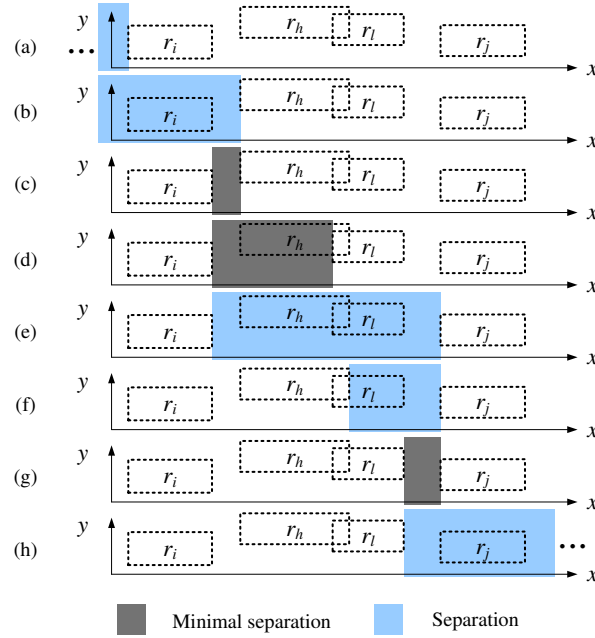 (a) ... y r_i r_h r_l r_j x
(b) y r_i r_h r_l r_j x
(c) y r_i r_h r_l r_j x
(d) y r_i r_h r_l r_j x
(e) y r_i r_h r_l r_j x
(f) y r_i r_h r_l r_j x
(g) y r_i r_h r_l r_j x
(h) y r_i r_h r_l r_j ... x
Minimal separation Separation